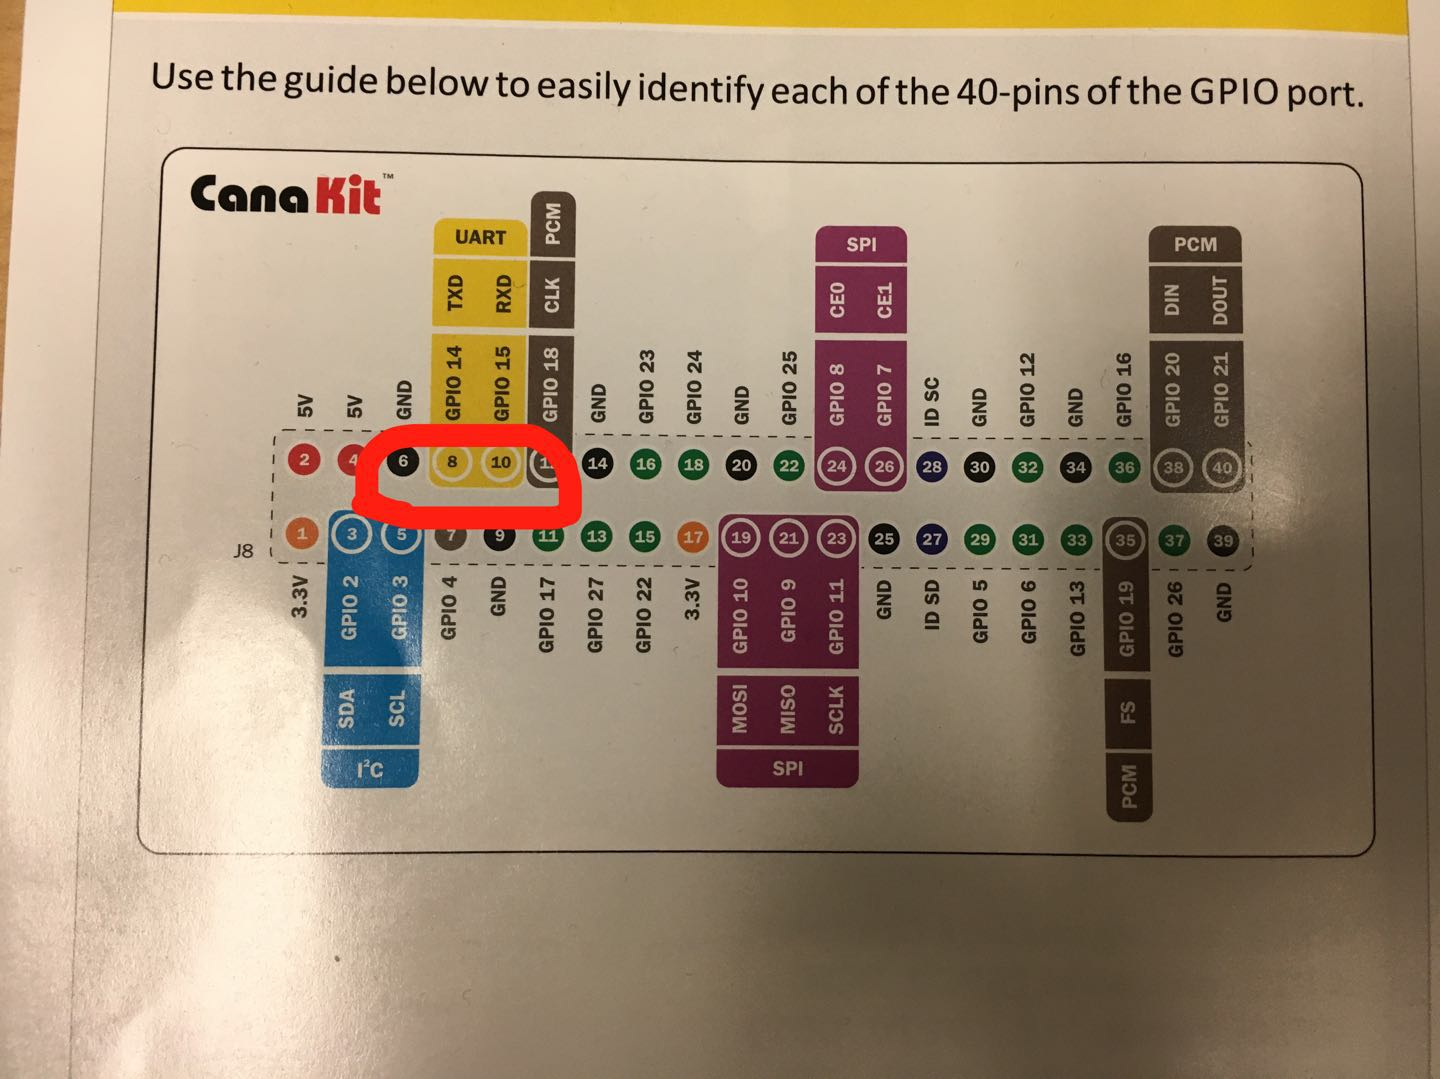 Use the guide below to easily identify each of the 40-pins of the GPIO port.
CanaKit™
UART
PCM
SPI
PCM
TXD
RXD
CLK
CE0
CE1
DIN
DOUT
5V
5V
GND
GPIO 14
GPIO 15
GPIO 18
GND
GPIO 23
GPIO 24
GND
GPIO 25
GPIO 8
GPIO 7
ID SC
GND
GPIO 12
GND
GPIO 16
GPIO 20
GPIO 21
2 4 6 8 10 14 16 18 20 22 24 26 28 30 32 34 36 38 40
J8
1 3 5 7 9 11 13 15 17 19 21 23 25 27 29 31 33 35 37 39
3.3V
GPIO 2
GPIO 3
GPIO 4
GND
GPIO 17
GPIO 27
GPIO 22
3.3V
GPIO 10
GPIO 9
GPIO 11
GND
ID SD
GPIO 5
GPIO 6
GPIO 13
GPIO 19
GPIO 26
GND
SDA
SCL
MOSI
MISO
SCLK
FS
I²C
SPI
PCM